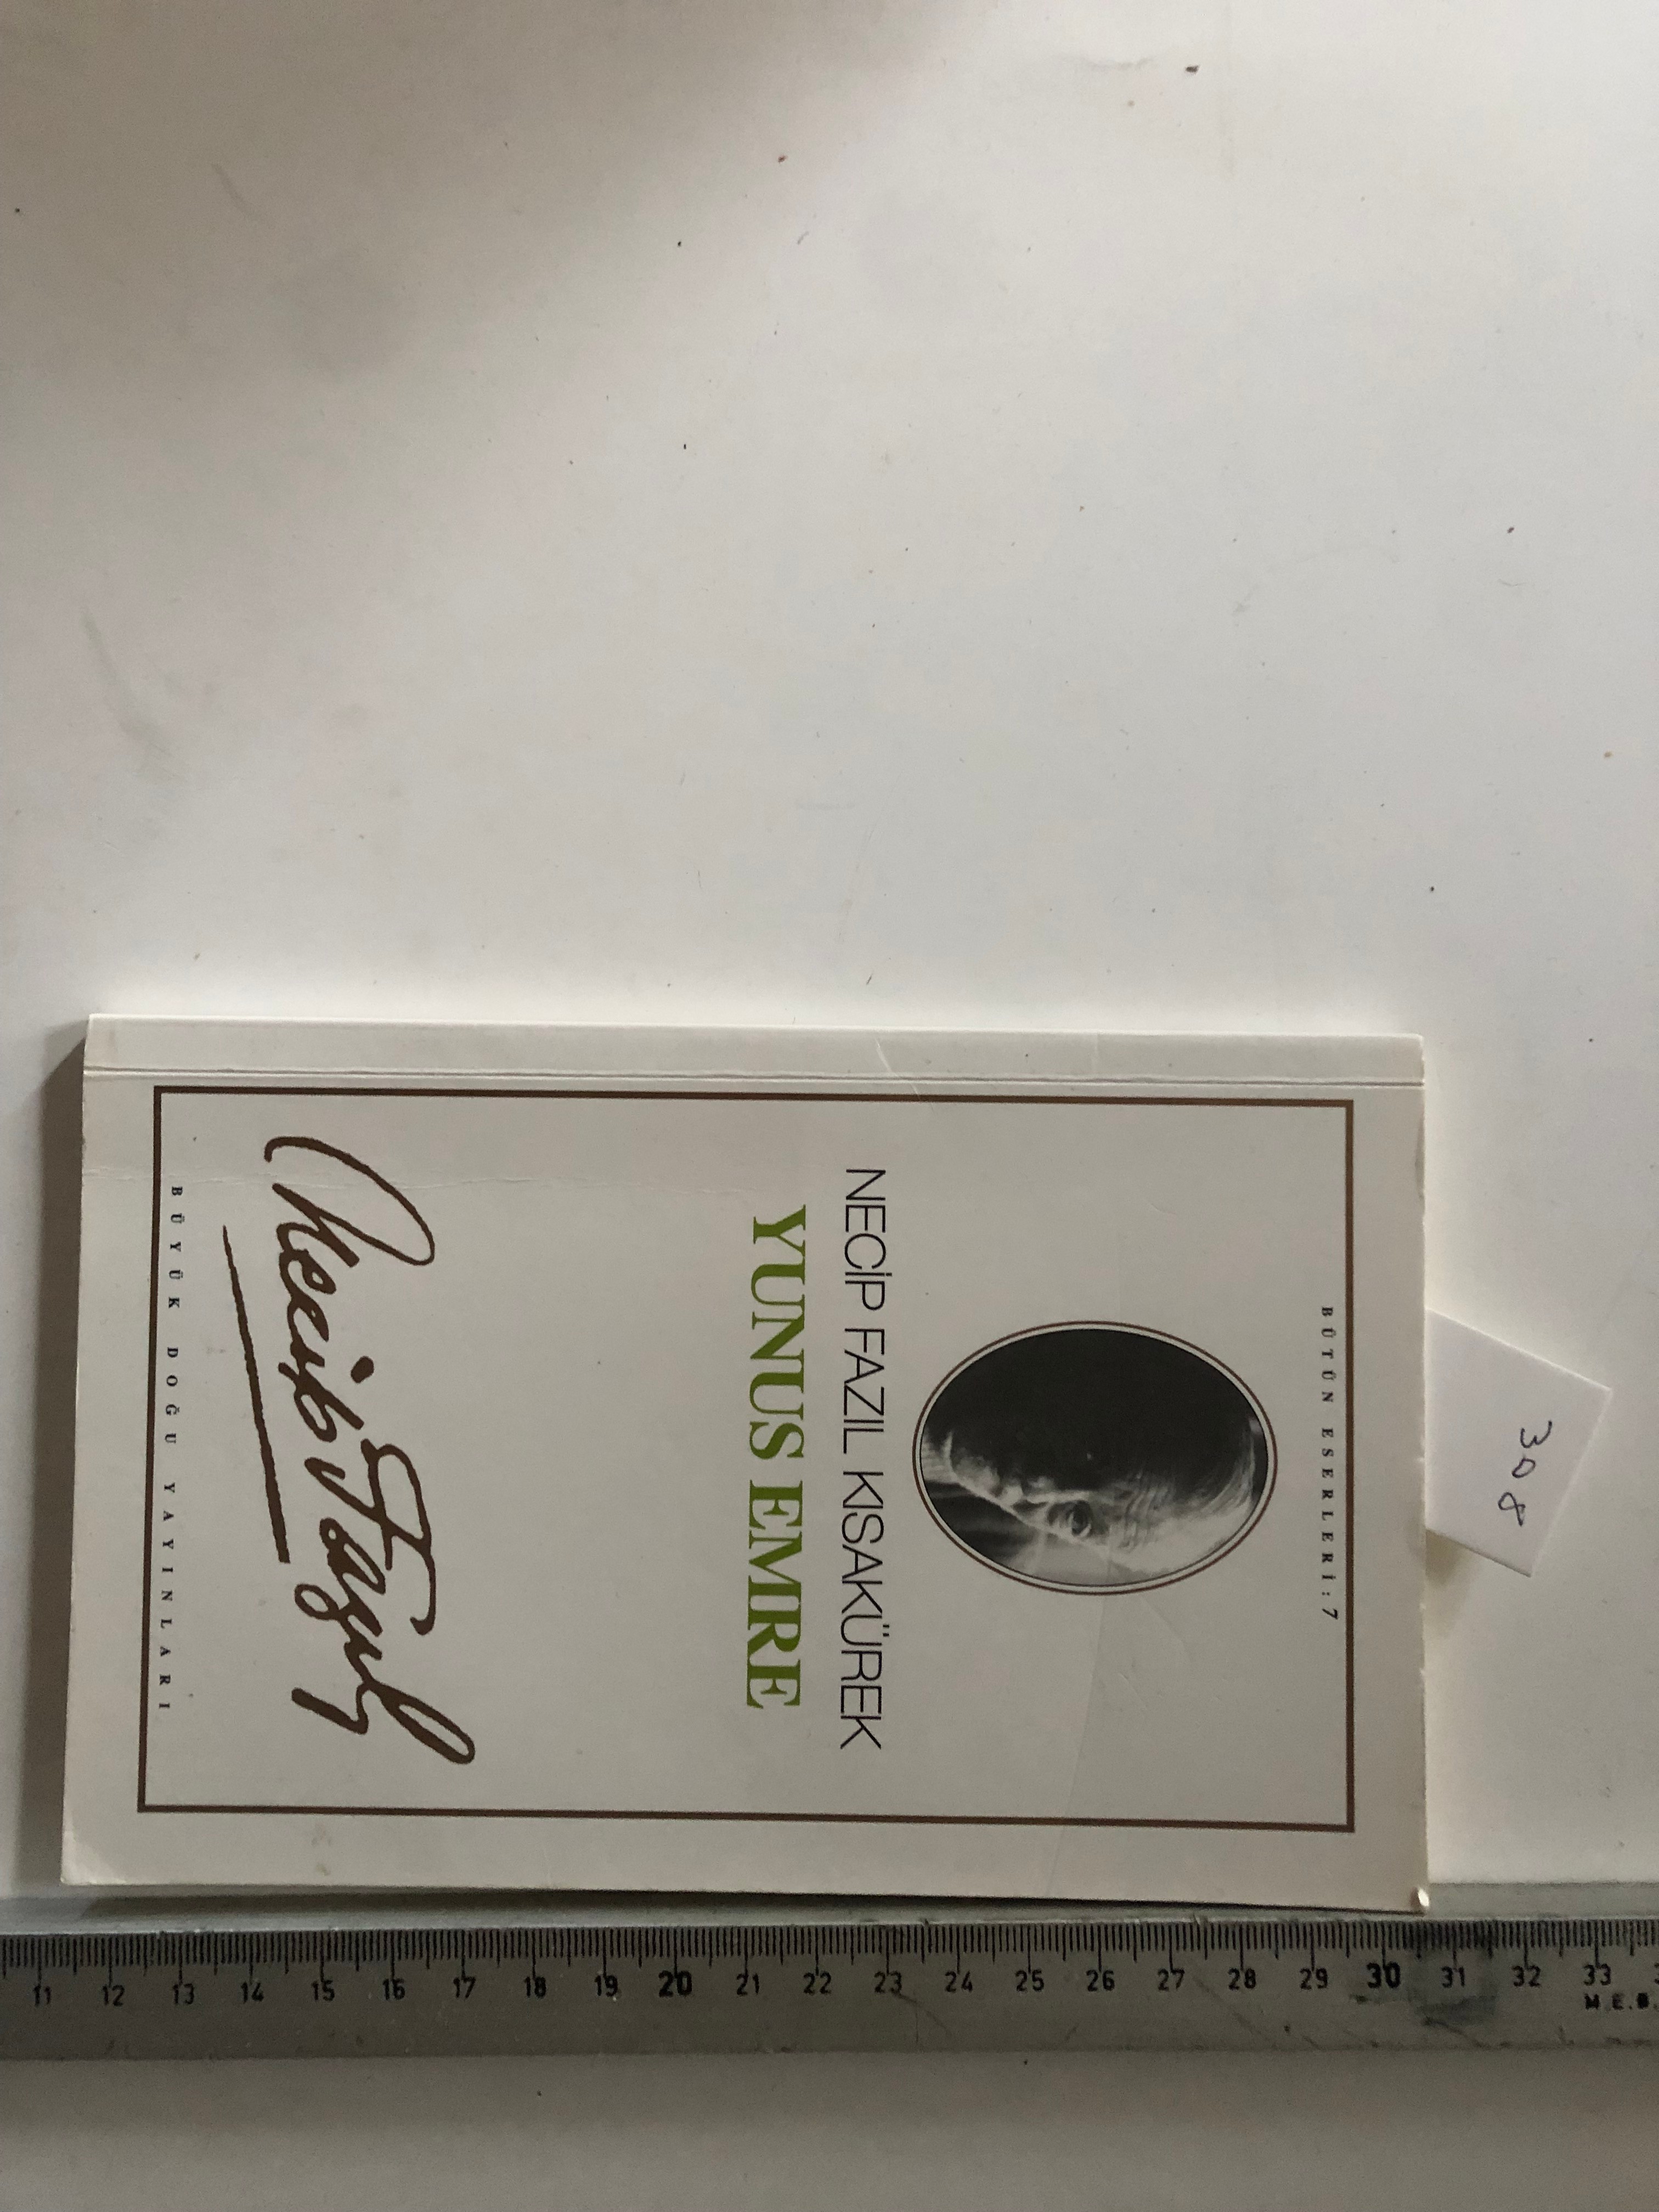 308
BÜTÜN ESERLERİ: 7
NECİP FAZIL KISAKÜREK
YUNUS EMRE
Necip Fazıl
BÜYÜK DOĞU YAYINLARI
11 12 13 14 15 16 17 18 19 20 21 22 23 24 25 26 27 28 29 30 31 32 33
M.E.B.